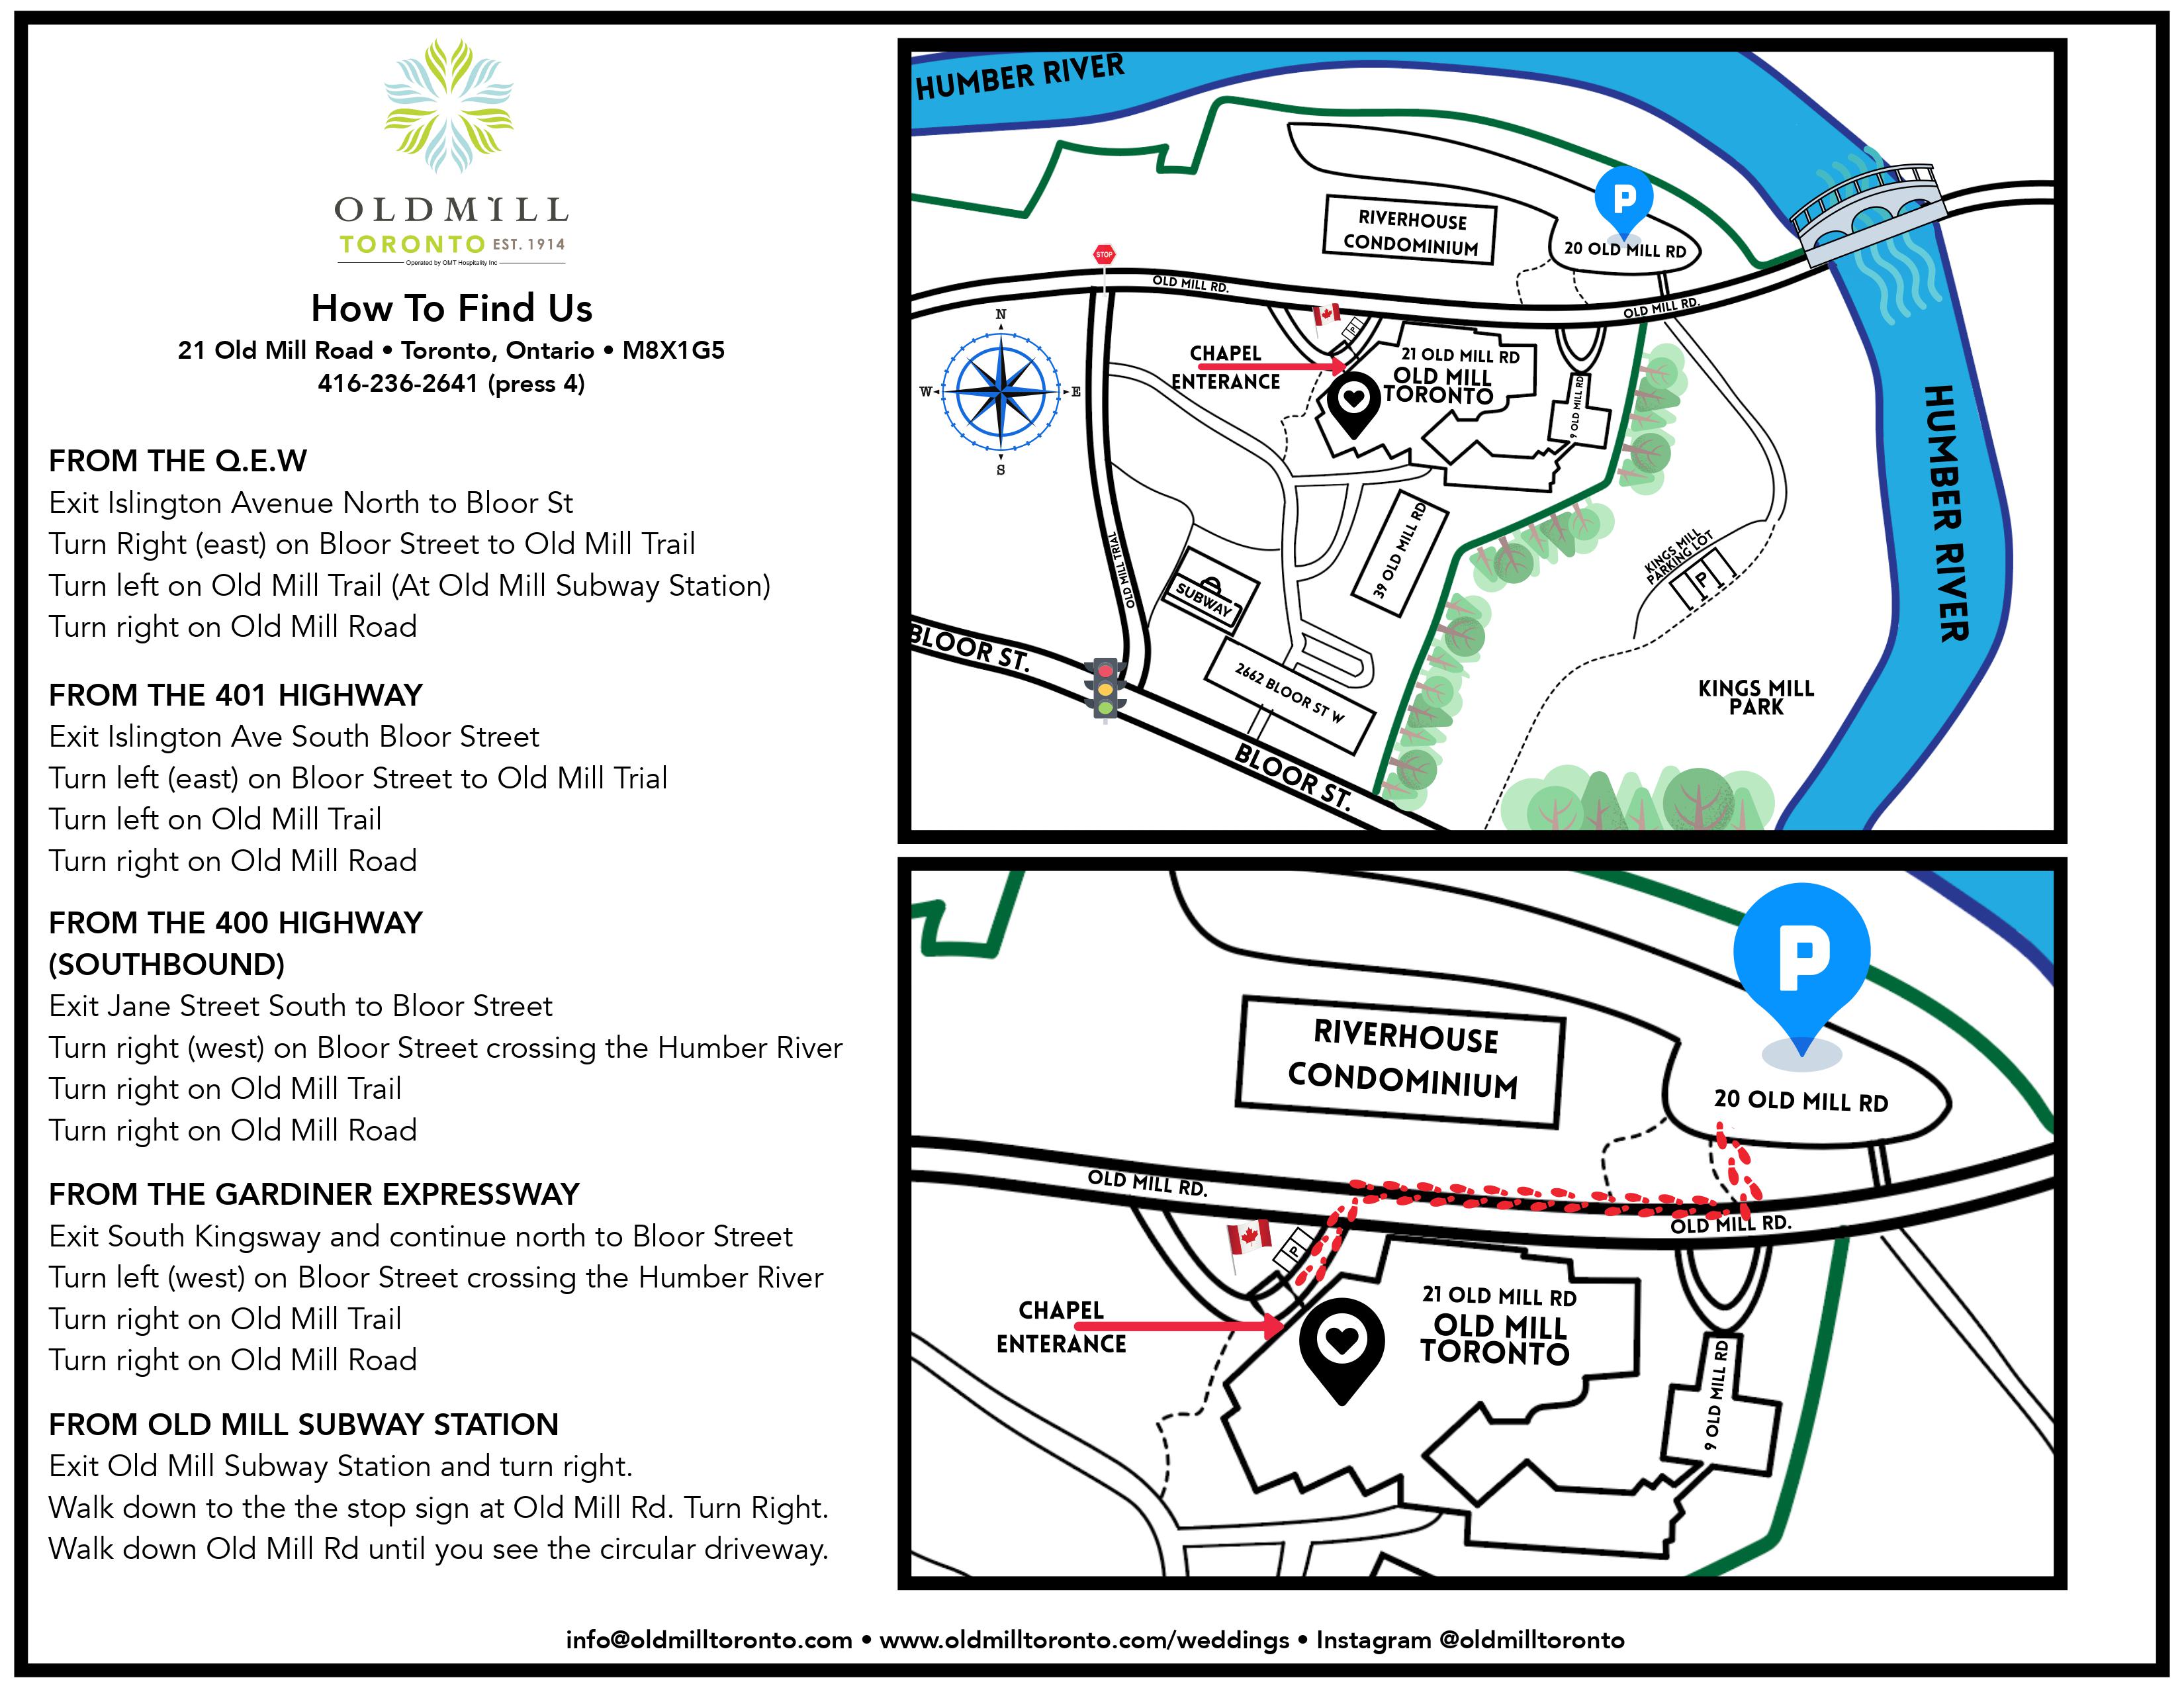 OLD MILL
TORONTO EST. 1914
Operated by OMT Hospitality Inc
How To Find Us
21 Old Mill Road • Toronto, Ontario • M8X1G5
416-236-2641 (press 4)
FROM THE Q.E.W
Exit Islington Avenue North to Bloor St
Turn Right (east) on Bloor Street to Old Mill Trail
Turn left on Old Mill Trail (At Old Mill Subway Station)
Turn right on Old Mill Road
FROM THE 401 HIGHWAY
Exit Islington Ave South Bloor Street
Turn left (east) on Bloor Street to Old Mill Trial
Turn left on Old Mill Trail
Turn right on Old Mill Road
FROM THE 400 HIGHWAY
(SOUTHBOUND)
Exit Jane Street South to Bloor Street
Turn right (west) on Bloor Street crossing the Humber River
Turn right on Old Mill Trail
Turn right on Old Mill Road
FROM THE GARDINER EXPRESSWAY
Exit South Kingsway and continue north to Bloor Street
Turn left (west) on Bloor Street crossing the Humber River
Turn right on Old Mill Trail
Turn right on Old Mill Road
FROM OLD MILL SUBWAY STATION
Exit Old Mill Subway Station and turn right.
Walk down to the the stop sign at Old Mill Rd. Turn Right.
Walk down Old Mill Rd until you see the circular driveway.
HUMBER RIVER
P
RIVERHOUSE
CONDOMINIUM
20 OLD MILL RD
STOP
OLD MILL RD.
OLD MILL RD.
N
W
E
S
P
CHAPEL
ENTERANCE
21 OLD MILL RD
OLD MILL
TORONTO
9 OLD MILL RD
HUMBER RIVER
39 OLD MILL RD
OLD MILL TRIAL
SUBWAY
KINGS MILL
PARKING LOT
P
BLOOR ST.
2662 BLOOR ST W
KINGS MILL
PARK
BLOOR ST.
P
RIVERHOUSE
CONDOMINIUM
20 OLD MILL RD
OLD MILL RD.
OLD MILL RD.
P
CHAPEL
ENTERANCE
21 OLD MILL RD
OLD MILL
TORONTO
9 OLD MILL RD
info@oldmilltoronto.com • www.oldmilltoronto.com/weddings • Instagram @oldmilltoronto